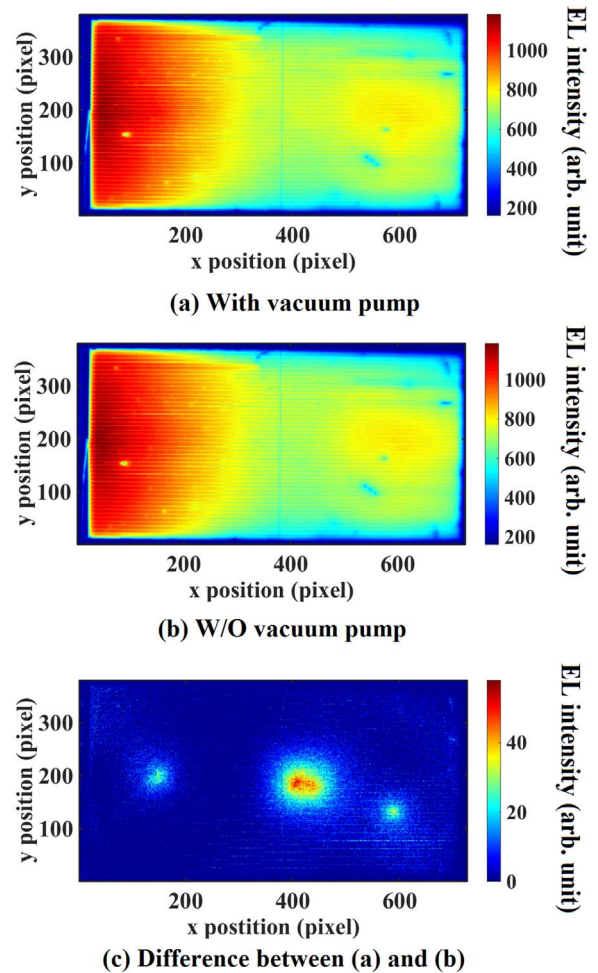 300
200
100
y position (pixel)
200
400
600
x position (pixel)
1000
800
600
400
200
EL intensity (arb. unit)
(a) With vacuum pump
300
200
100
y position (pixel)
200
400
600
x position (pixel)
1000
800
600
400
200
EL intensity (arb. unit)
(b) W/O vacuum pump
300
200
100
y position (pixel)
200
400
600
x postition (pixel)
40
20
0
EL intensity (arb. unit)
(c) Difference between (a) and (b)